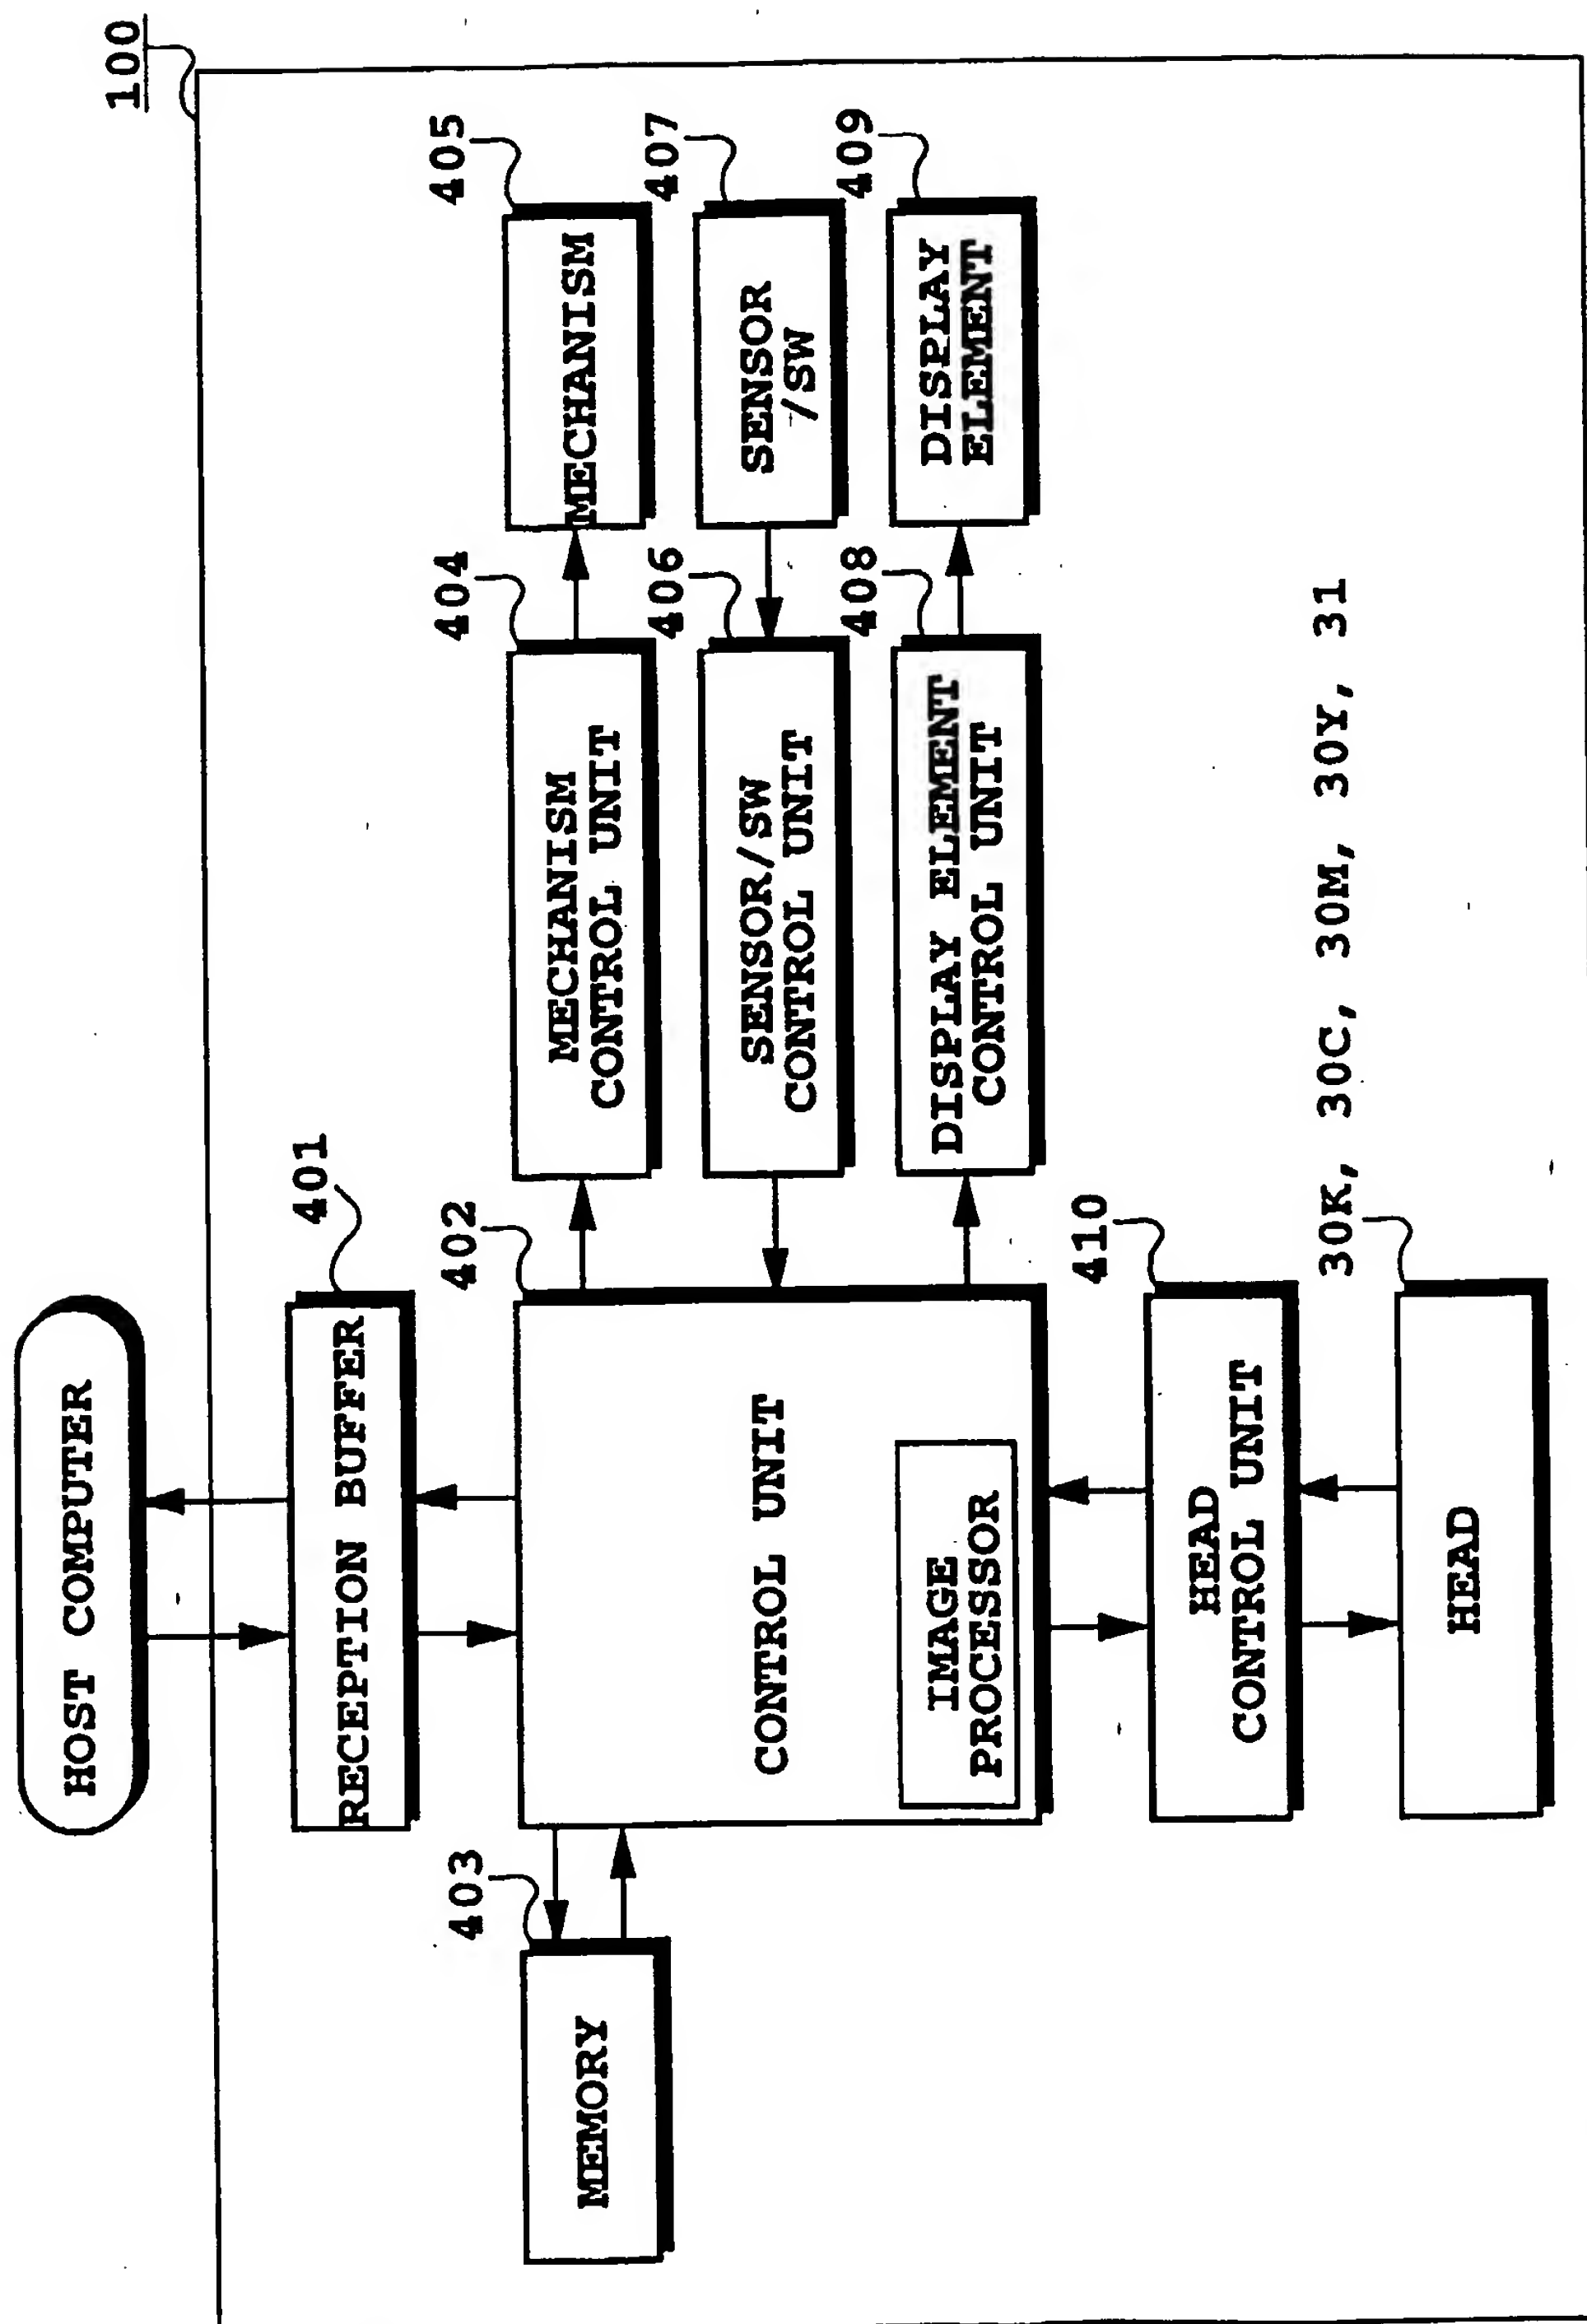 100
HOST COMPUTER
401
RECEPTION BUFFER
402
CONTROL UNIT
IMAGE
PROCESSOR
403
MEMORY
404
MECHANISM
CONTROL UNIT
405
MECHANISM
406
SENSOR/SW
CONTROL UNIT
407
SENSOR
/SW
408
DISPLAY ELEMENT
CONTROL UNIT
409
DISPLAY
ELEMENT
410
HEAD
CONTROL UNIT
30K, 30C, 30M, 30Y, 31
HEAD